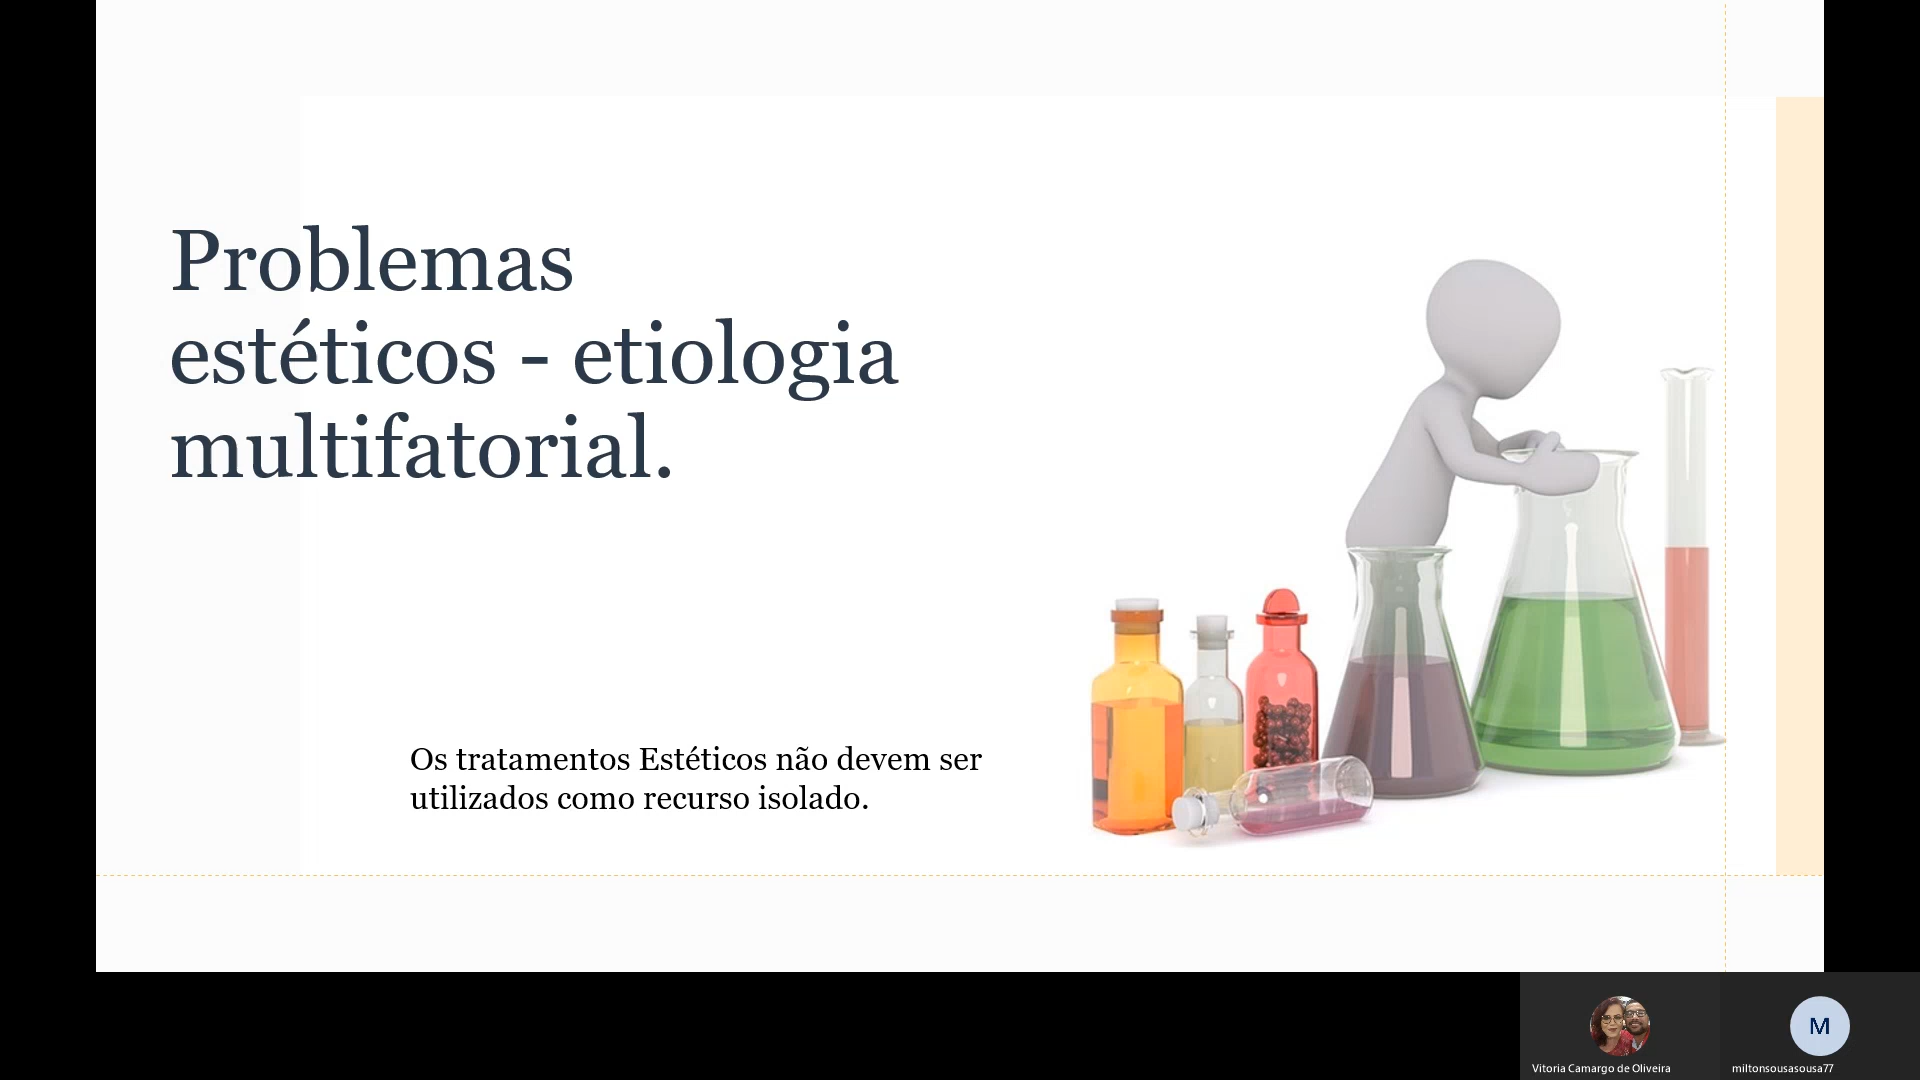 Problemas
estéticos - etiologia
multifatorial.
Os tratamentos Estéticos não devem ser
utilizados como recurso isolado.
M
Vitoria Camargo de Oliveira
miltonsousasousa77